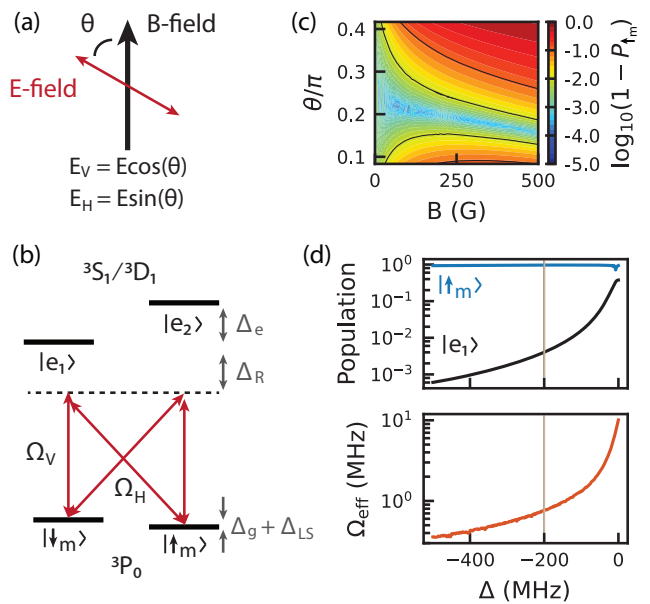 (a)
θ
B-field
E-field
E_V = Ecos(θ)
E_H = Esin(θ)
(b)
³S₁/³D₁
|e₂⟩
Δ_e
|e₁⟩
Δ_R
Ω_V
Ω_H
|↓_m⟩
|↑_m⟩
Δ_g + Δ_LS
³P₀
(c)
0.4
0.3
0.2
0.1
θ/π
0
250
500
B (G)
0.0
-1.0
-2.0
-3.0
-4.0
-5.0
log₁₀(1 − P_↑m)
(d)
10⁰
10⁻¹
10⁻²
10⁻³
Population
|↑_m⟩
|e₁⟩
10¹
10⁰
Ω_eff (MHz)
−400
−200
0
Δ (MHz)